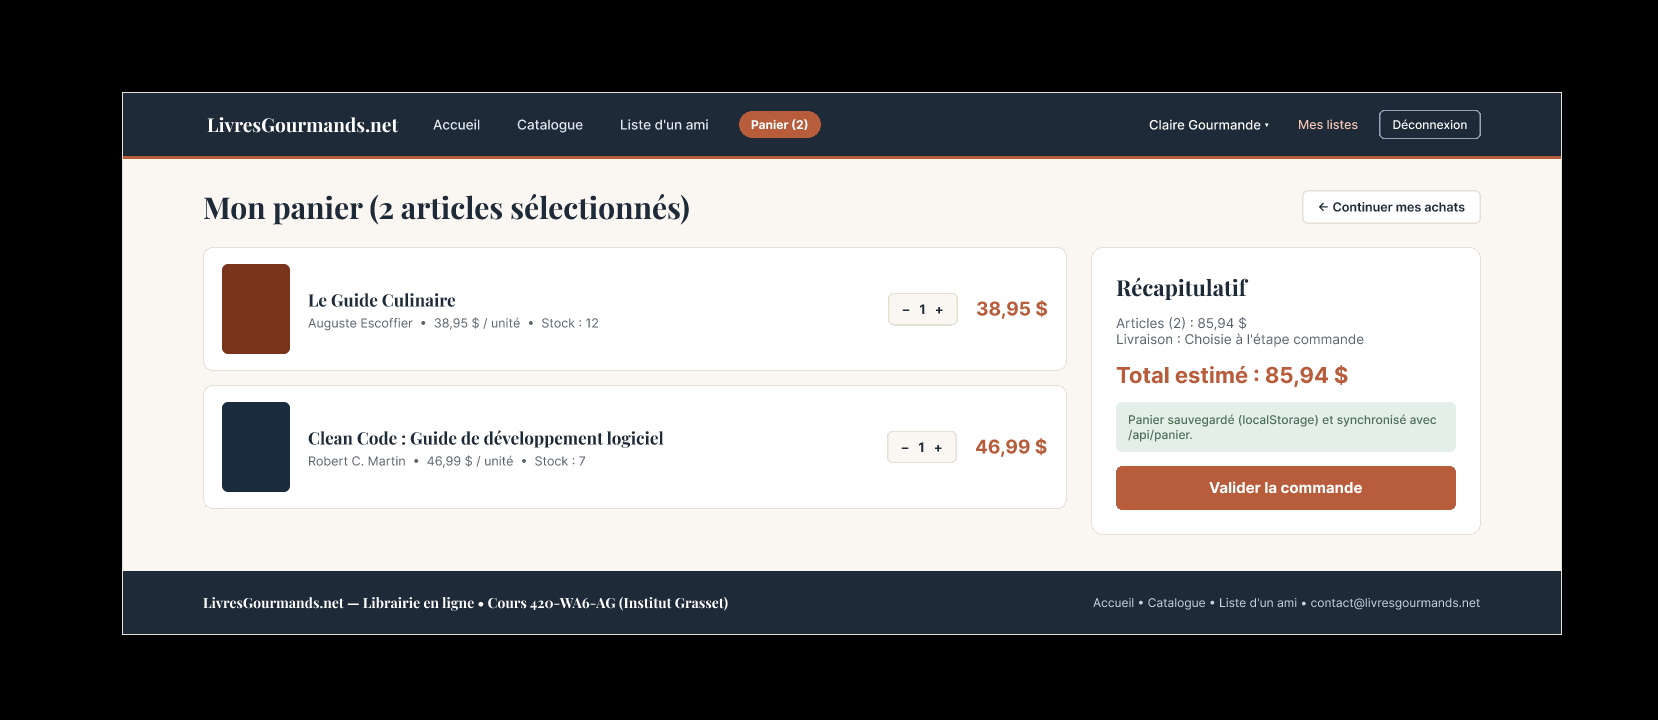 LivresGourmands.net Accueil Catalogue Liste d'un ami Panier (2) Claire Gourmande ▾ Mes listes Déconnexion
Mon panier (2 articles sélectionnés)
← Continuer mes achats
Le Guide Culinaire
Auguste Escoffier • 38,95 $ / unité • Stock : 12
− 1 +
38,95 $
Clean Code : Guide de développement logiciel
Robert C. Martin • 46,99 $ / unité • Stock : 7
− 1 +
46,99 $
Récapitulatif
Articles (2) : 85,94 $
Livraison : Choisie à l'étape commande
Total estimé : 85,94 $
Panier sauvegardé (localStorage) et synchronisé avec
/api/panier.
Valider la commande
LivresGourmands.net — Librairie en ligne • Cours 420-WA6-AG (Institut Grasset)
Accueil • Catalogue • Liste d'un ami • contact@livresgourmands.net